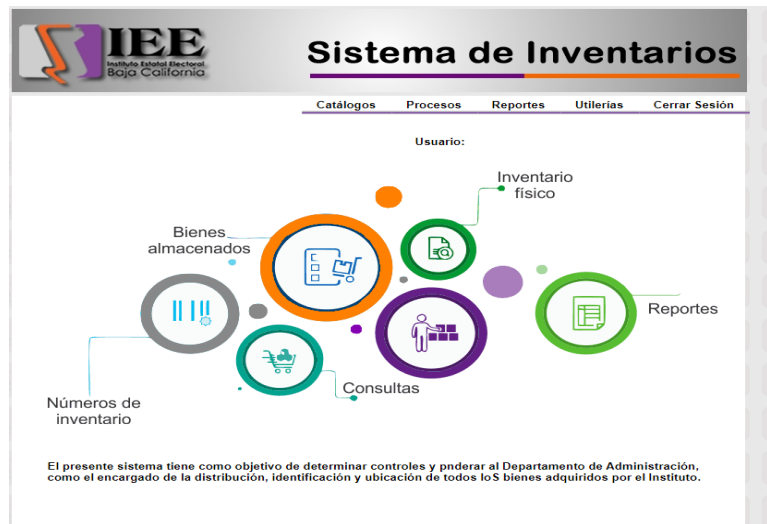 IEE
Instituto Estatal Electoral
Baja California
Sistema de Inventarios
Catálogos Procesos Reportes Utilerias Cerrar Sesión
Usuario:
Inventario
físico
Bienes
almacenados
Reportes
Consultas
Números de
inventario
El presente sistema tiene como objetivo de determinar controles y pnderar al Departamento de Administración,
como el encargado de la distribución, identificación y ubicación de todos loS bienes adquiridos por el Instituto.